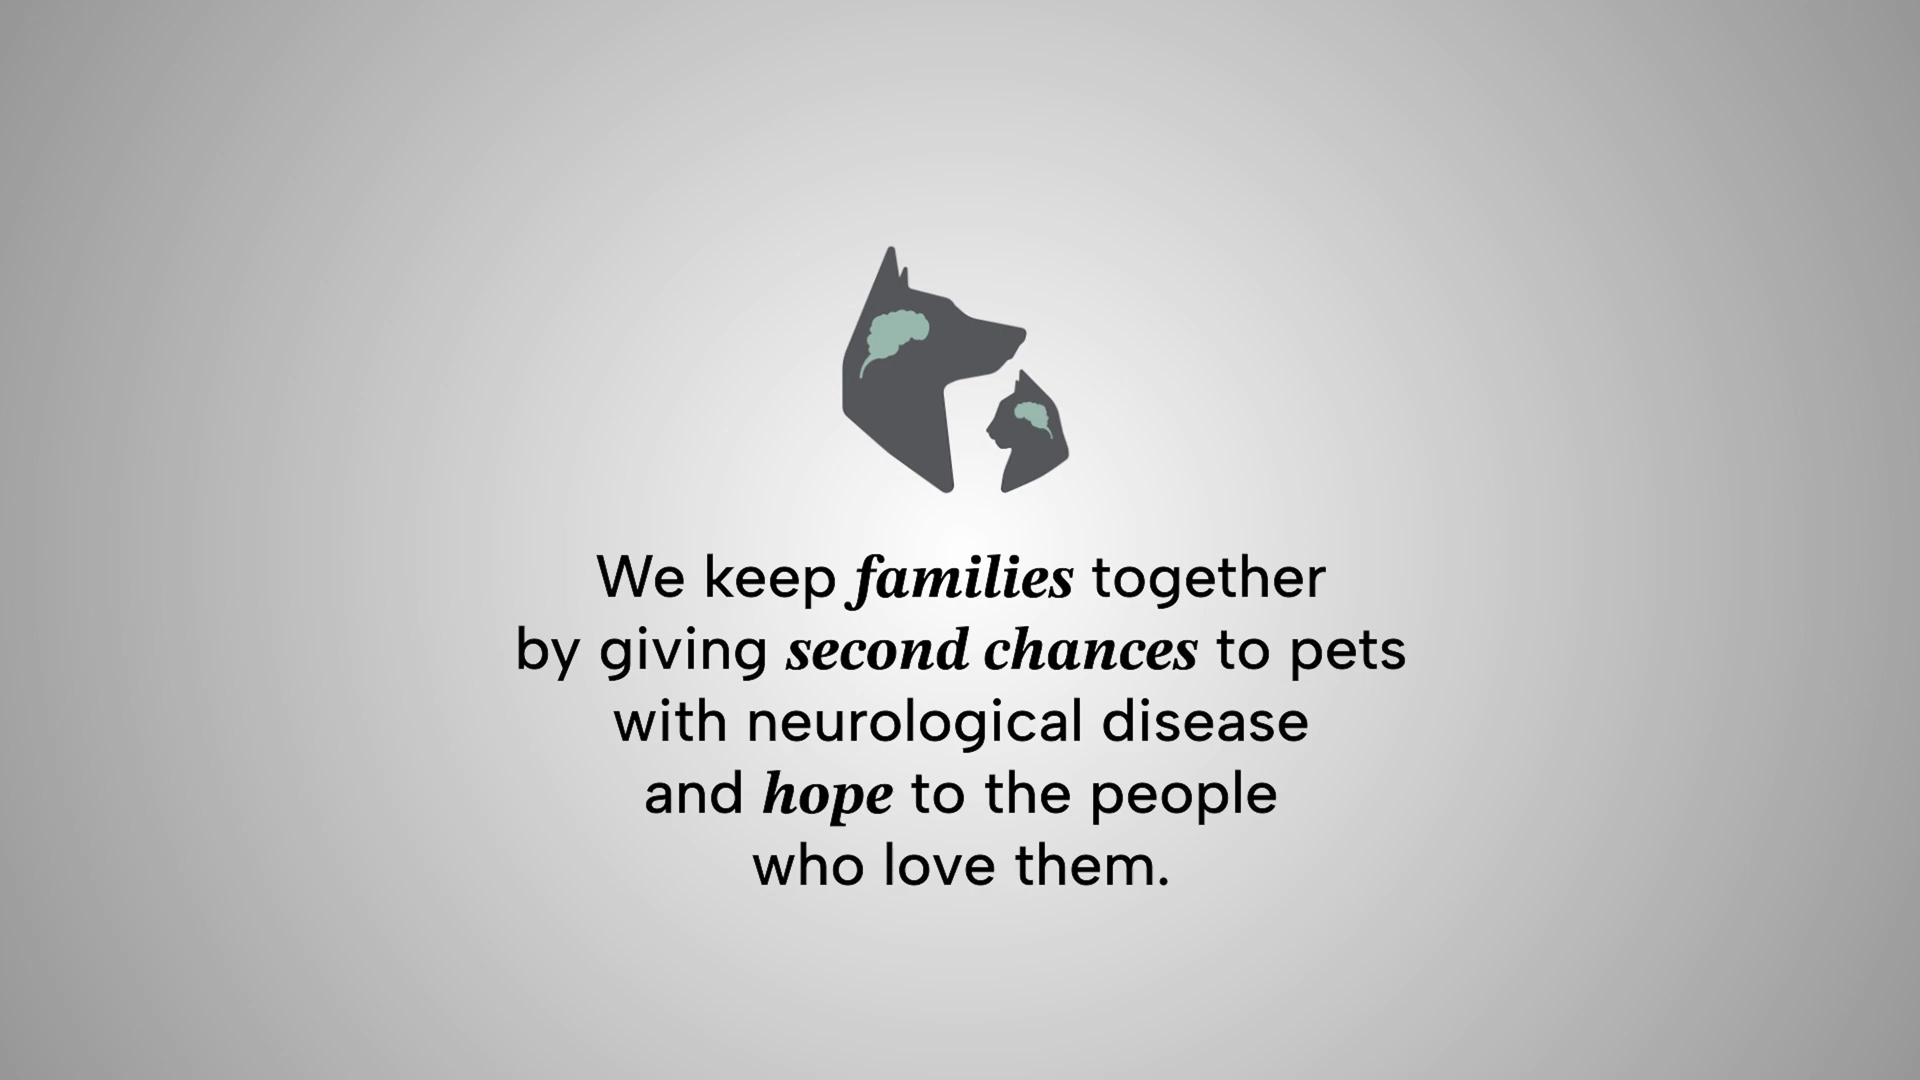 We keep families together
by giving second chances to pets
with neurological disease
and hope to the people
who love them.